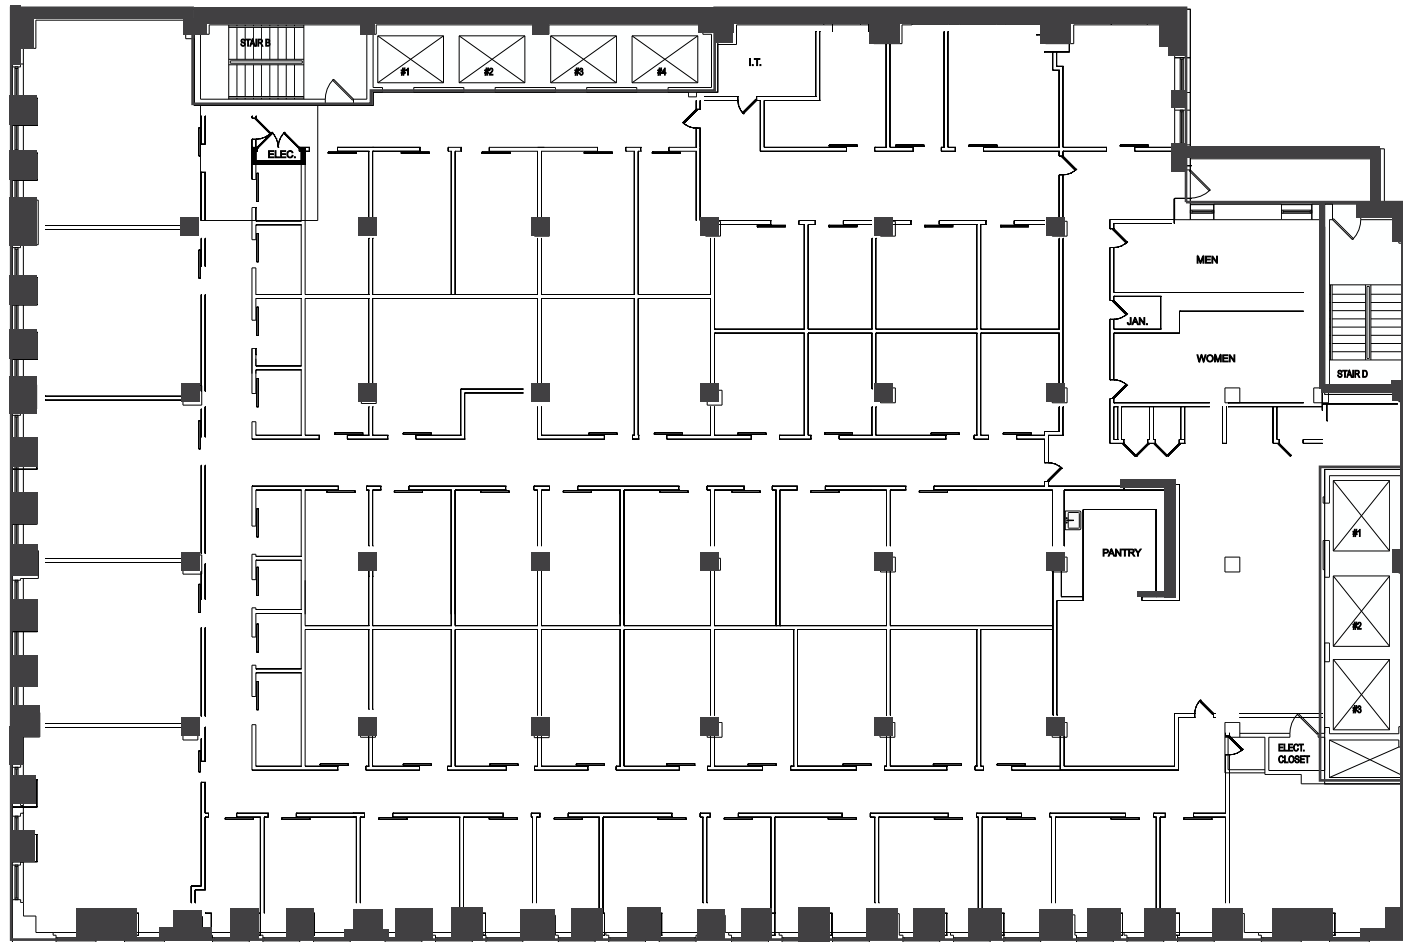 STAIR B
#1
#2
#3
#4
I.T.
ELEC.
MEN
JAN.
WOMEN
STAIR D
#1
PANTRY
#2
#3
ELECT.
CLOSET